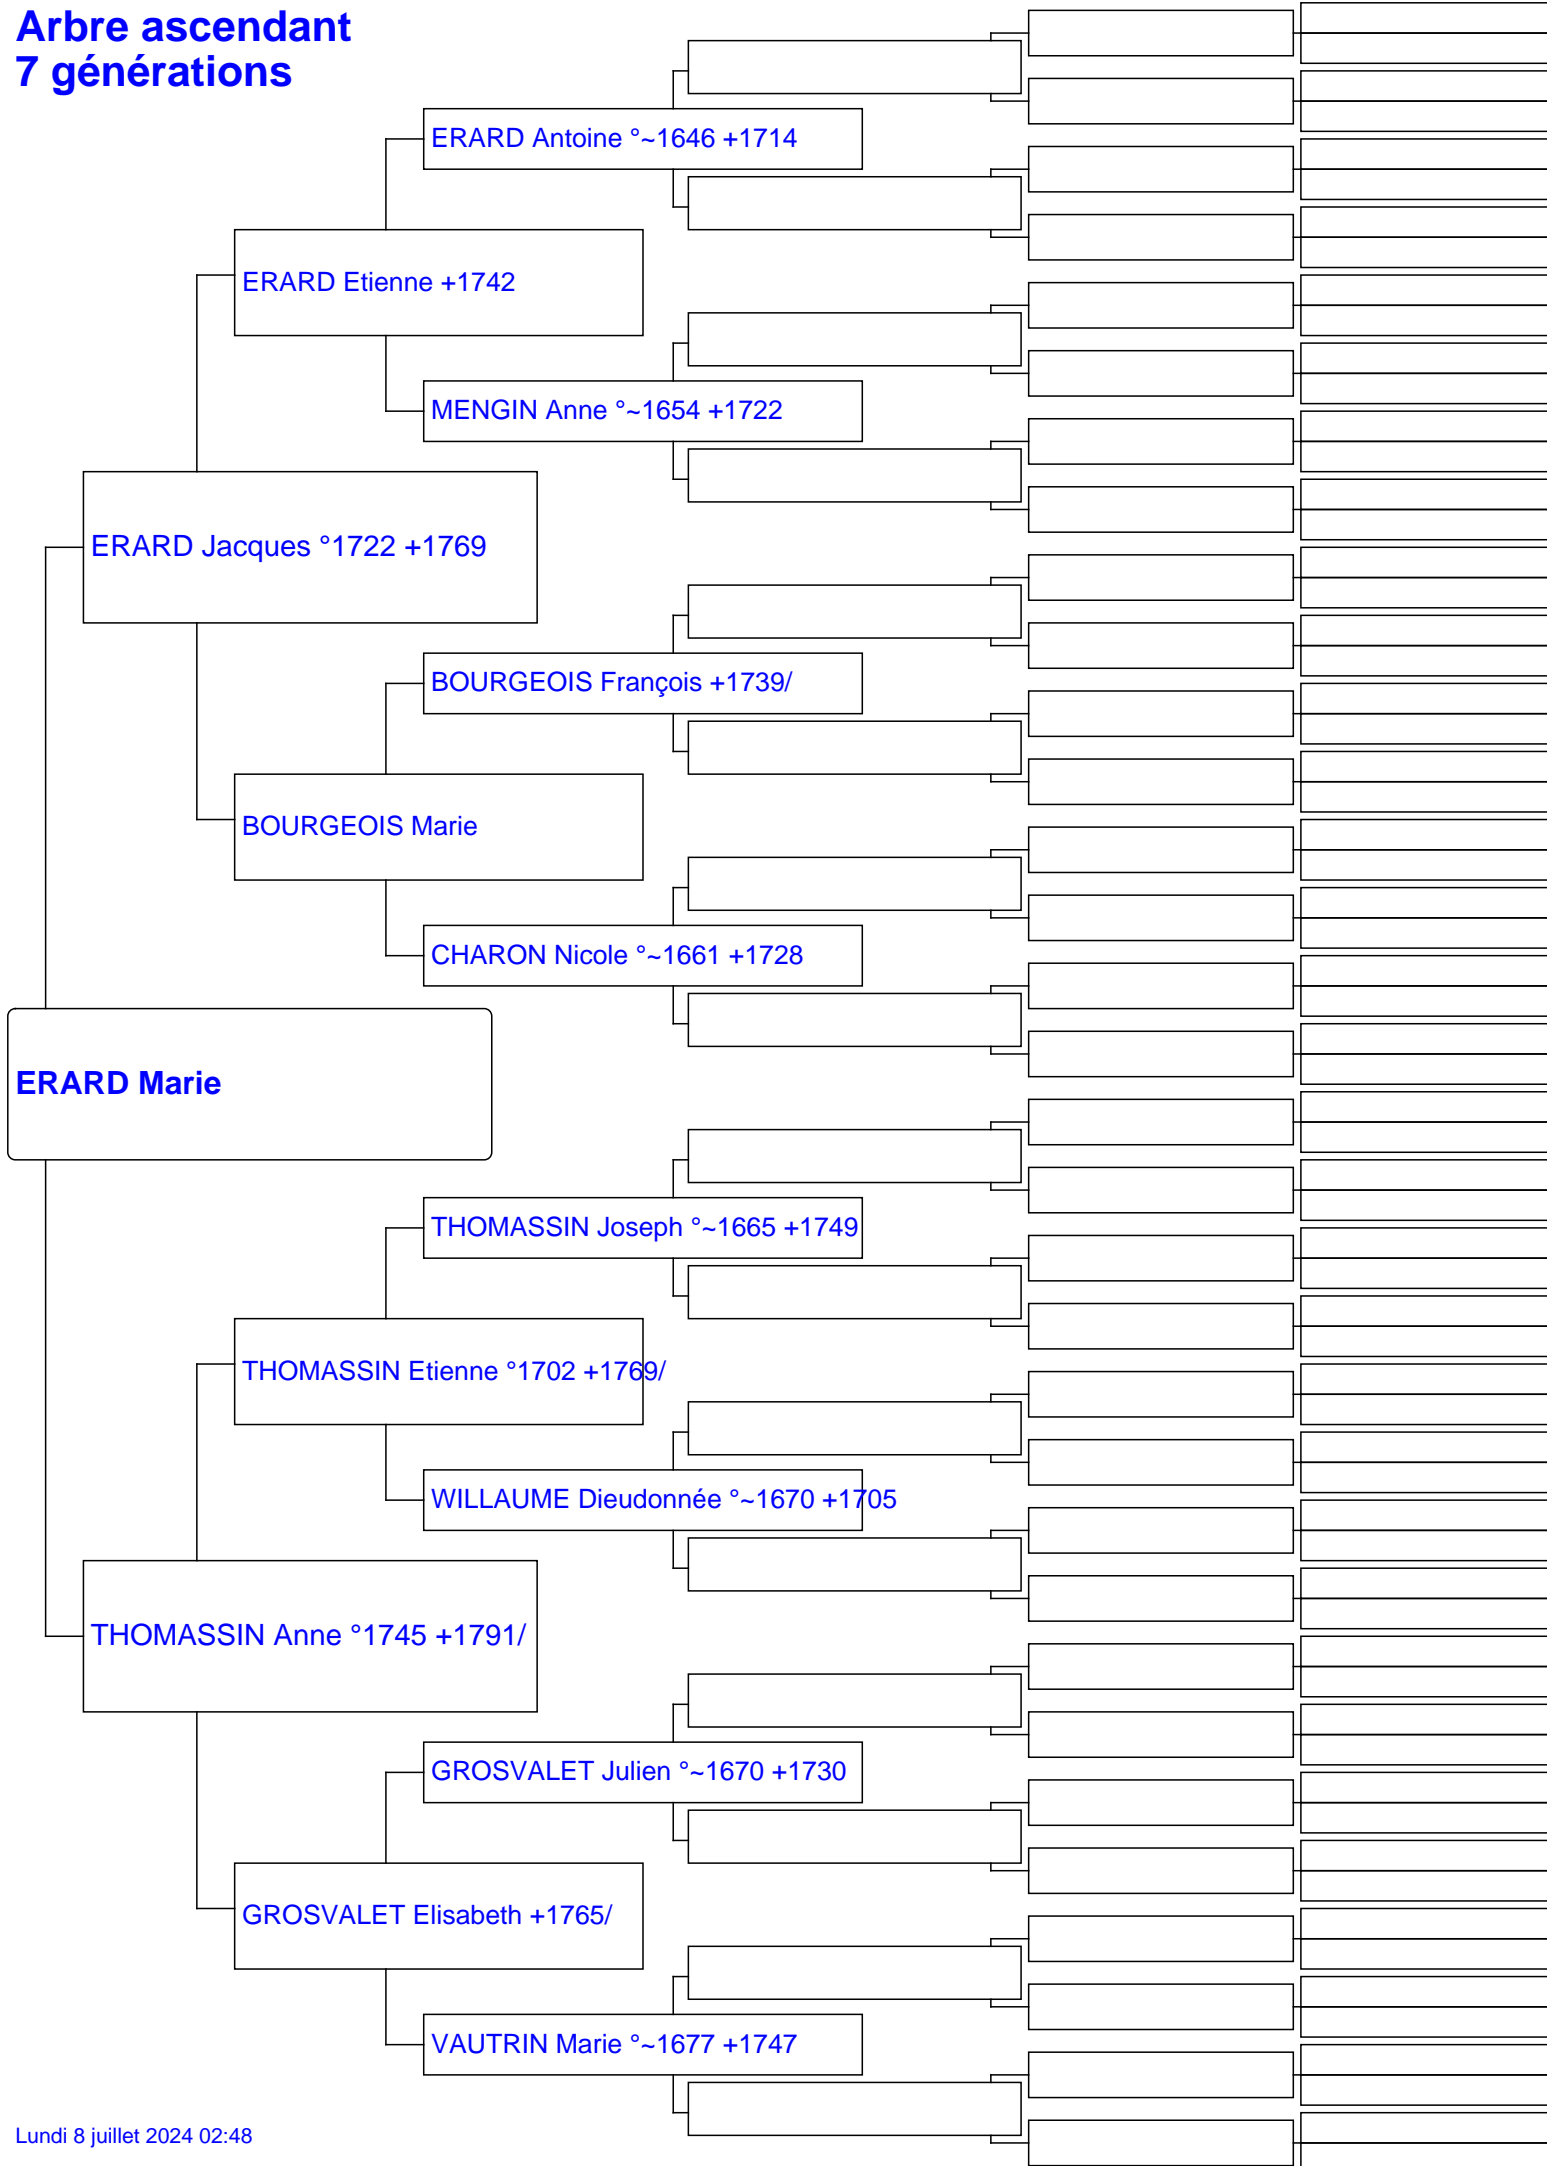 Arbre ascendant
7 générations
ERARD Antoine °~1646 +1714
ERARD Etienne +1742
MENGIN Anne °~1654 +1722
ERARD Jacques °1722 +1769
BOURGEOIS François +1739/
BOURGEOIS Marie
CHARON Nicole °~1661 +1728
ERARD Marie
THOMASSIN Joseph °~1665 +1749
THOMASSIN Etienne °1702 +1769/
WILLAUME Dieudonnée °~1670 +1705
THOMASSIN Anne °1745 +1791/
GROSVALET Julien °~1670 +1730
GROSVALET Elisabeth +1765/
VAUTRIN Marie °~1677 +1747
Lundi 8 juillet 2024 02:48